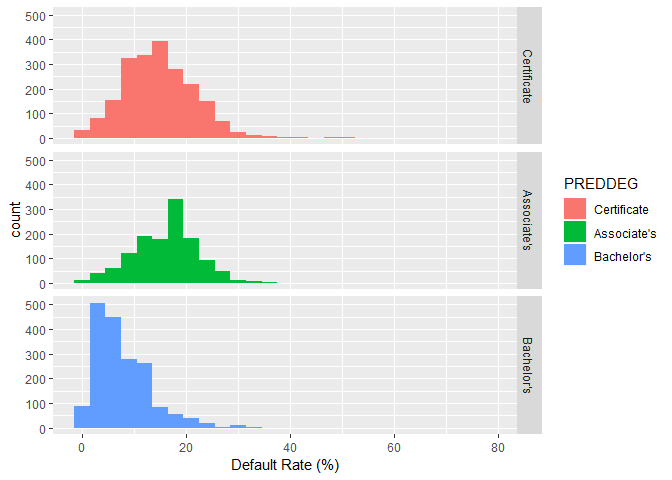 500
400
300
200
100
0
Certificate
500
400
300
200
100
0
Associate's
500
400
300
200
100
0
Bachelor's
count
0 20 40 60 80
Default Rate (%)
PREDDEG
Certificate
Associate's
Bachelor's